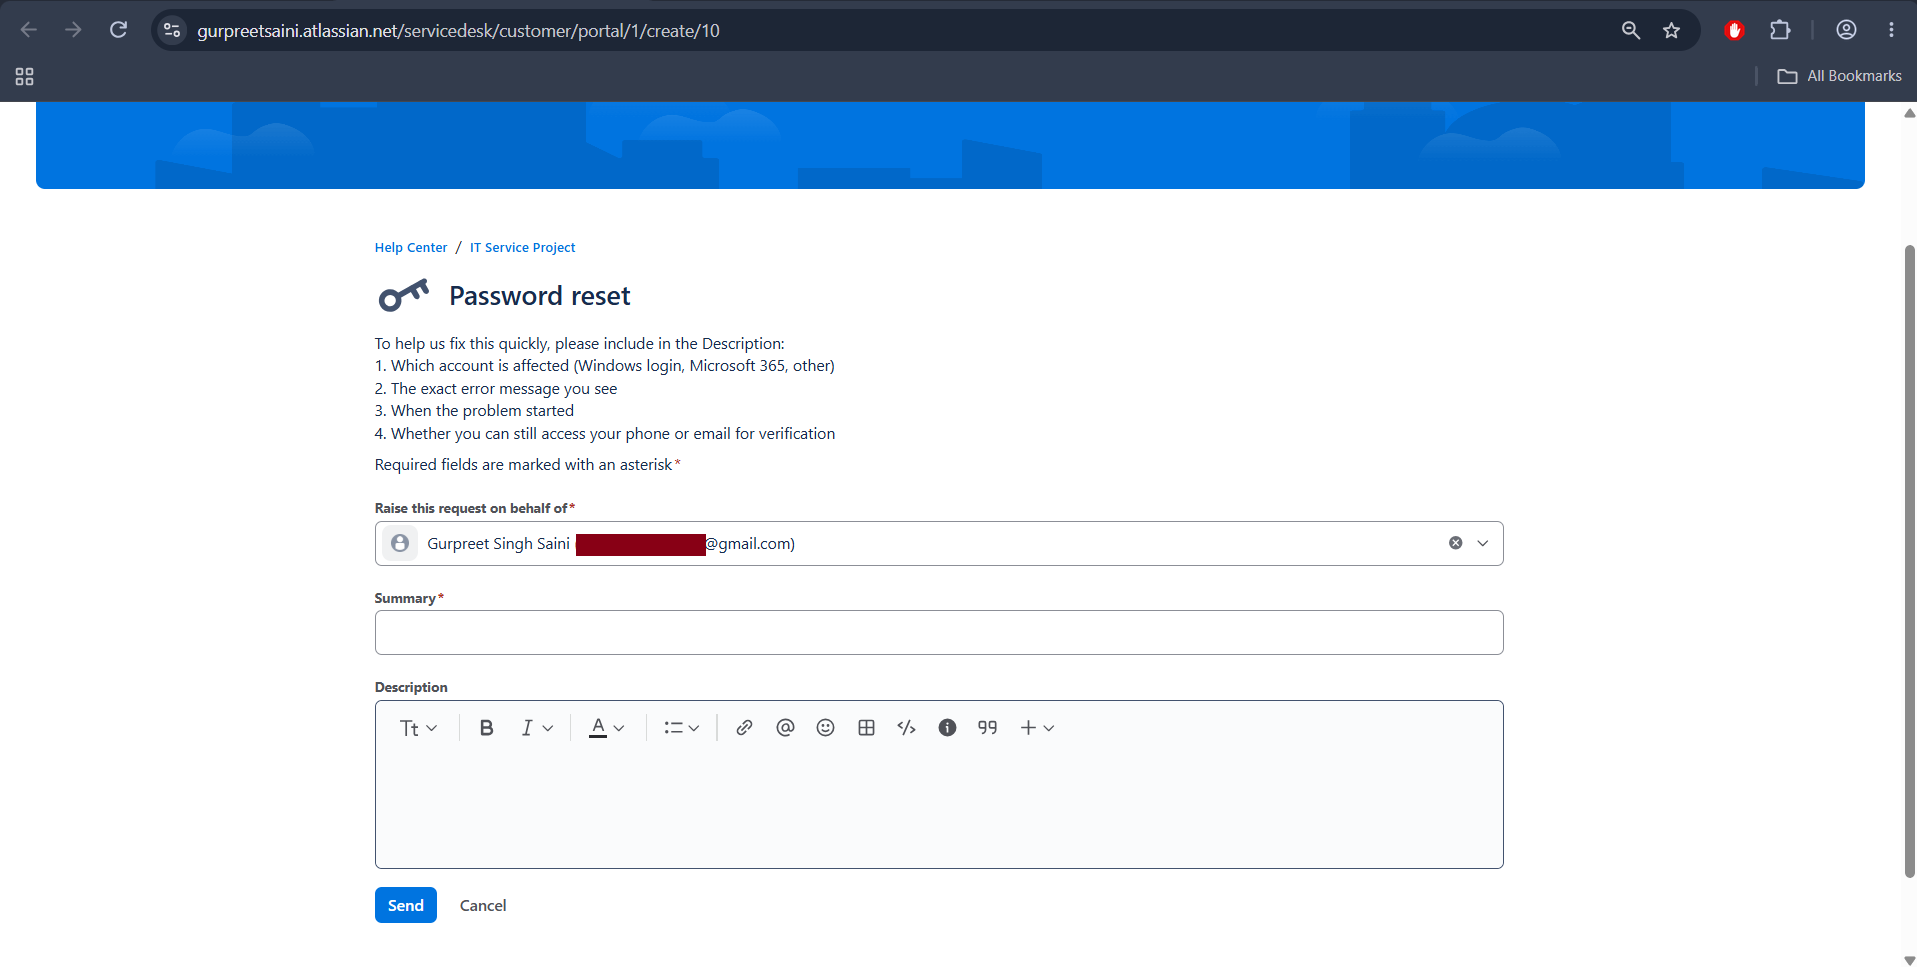 gurpreetsaini.atlassian.net/servicedesk/customer/portal/1/create/10
All Bookmarks
Help Center / IT Service Project
Password reset
To help us fix this quickly, please include in the Description:
1. Which account is affected (Windows login, Microsoft 365, other)
2. The exact error message you see
3. When the problem started
4. Whether you can still access your phone or email for verification
Required fields are marked with an asterisk*
Raise this request on behalf of*
Gurpreet Singh Saini @gmail.com)
Summary*
Description
Tt B I A @ </> 99 +
Send Cancel